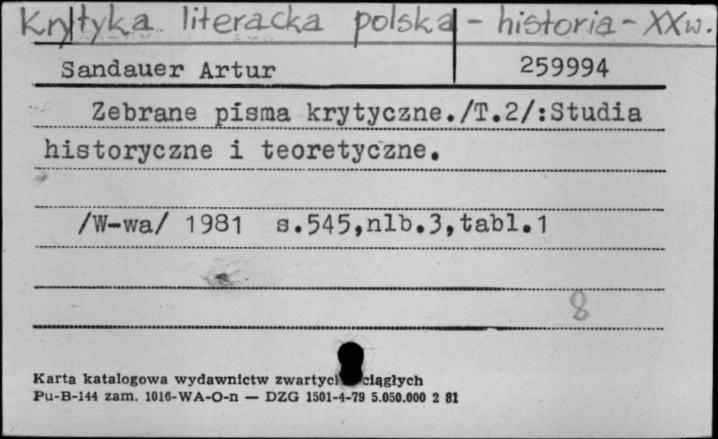 Krytyka literacka polska - historia - XXw.
Sandauer Artur 259994
Zebrane pisma krytyczne./T.2/:Studia
historyczne i teoretyczne.
/W-wa/ 1981 s.545,nlb.3,tabl.1
8
Karta katalogowa wydawnictw zwartych ciągłych
Pu-B-144 zam. 1016-WA-O-n — DZG 1501-4-79 5.050.000 2 81